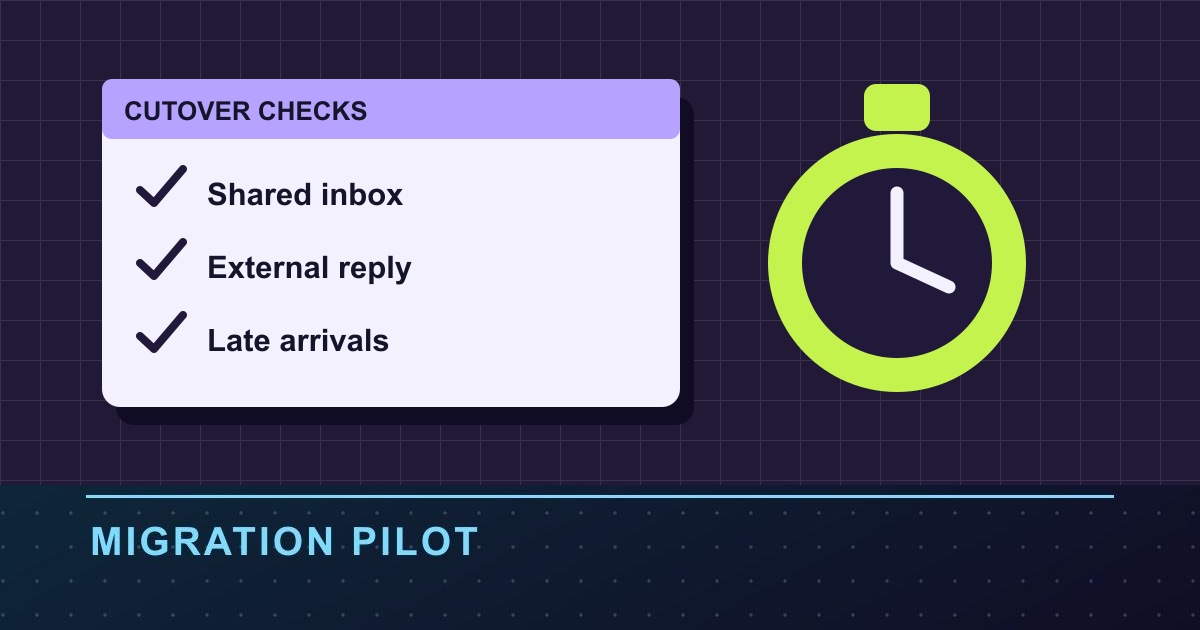 CUTOVER CHECKS
Shared inbox
External reply
Late arrivals
MIGRATION PILOT